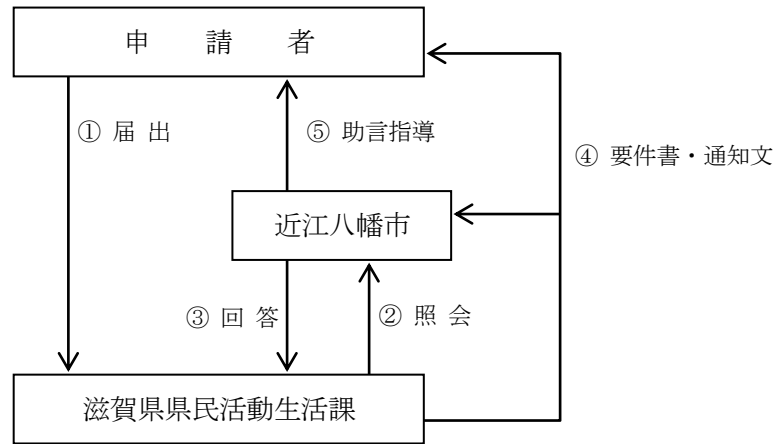 申　請　者
① 届 出
⑤ 助言指導
④ 要件書・通知文
近江八幡市
③ 回 答
② 照 会
滋賀県県民活動生活課